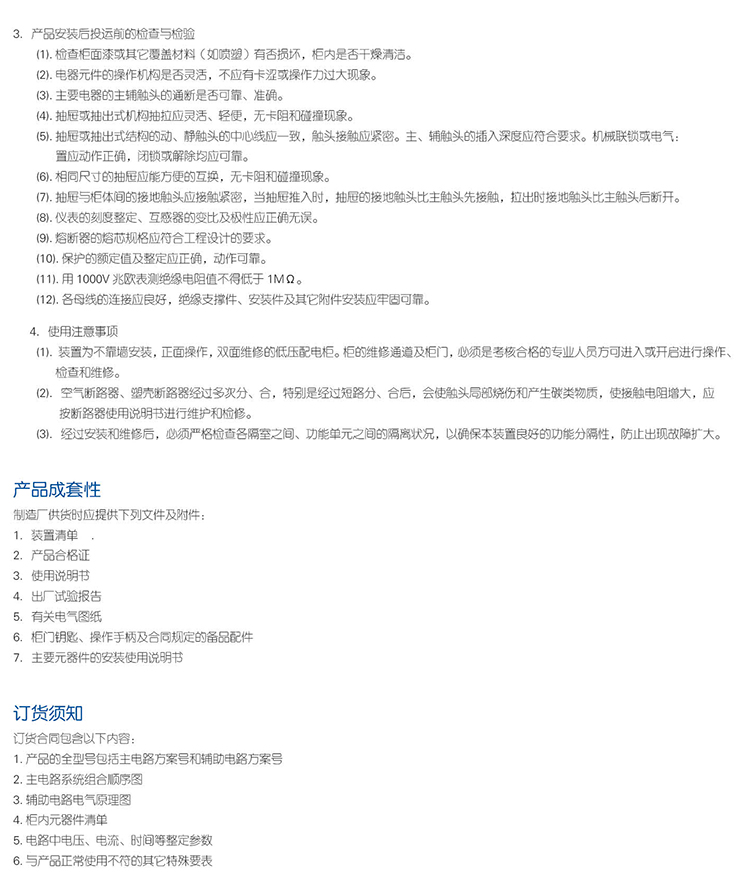 3. 产品安装后投运前的检查与检验
(1). 检查柜面漆或其它覆盖材料（如喷塑）有否损坏，柜内是否干燥清洁。
(2). 电器元件的操作机构是否灵活，不应有卡涩或操作力过大现象。
(3). 主要电器的主辅触头的通断是否可靠、准确。
(4). 抽屉或抽出式机构抽拉应灵活、轻便，无卡阻和碰撞现象。
(5). 抽屉或抽出式结构的动、静触头的中心线应一致，触头接触应紧密。主、辅触头的插入深度应符合要求。机械联锁或电气：
置应动作正确，闭锁或解除均应可靠。
(6). 相同尺寸的抽屉应能方便的互换，无卡阻和碰撞现象。
(7). 抽屉与柜体间的接地触头应接触紧密，当抽屉推入时，抽屉的接地触头比主触头先接触，拉出时接地触头比主触头后断开。
(8). 仪表的刻度整定、互感器的变比及极性应正确无误。
(9). 熔断器的熔芯规格应符合工程设计的要求。
(10). 保护的额定值及整定应正确，动作可靠。
(11). 用 1000V 兆欧表测绝缘电阻值不得低于 1MΩ。
(12). 各母线的连接应良好，绝缘支撑件、安装件及其它附件安装应牢固可靠。
4. 使用注意事项
(1). 装置为不靠墙安装，正面操作，双面维修的低压配电柜。柜的维修通道及柜门，必须是考核合格的专业人员方可进入或开启进行操作、
检查和维修。
(2). 空气断路器、塑壳断路器经过多次分、合，特别是经过短路分、合后，会使触头局部烧伤和产生碳类物质，使接触电阻增大，应
按断路器使用说明书进行维护和检修。
(3). 经过安装和维修后，必须严格检查各隔室之间、功能单元之间的隔离状况，以确保本装置良好的功能分隔性，防止出现故障扩大。
产品成套性
制造厂供货时应提供下列文件及附件：
1. 装置清单 .
2. 产品合格证
3. 使用说明书
4. 出厂试验报告
5. 有关电气图纸
6. 柜门钥匙、操作手柄及合同规定的备品配件
7. 主要元器件的安装使用说明书
订货须知
订货合同包含以下内容：
1. 产品的全型号包括主电路方案号和辅助电路方案号
2. 主电路系统组合顺序图
3. 辅助电路电气原理图
4. 柜内元器件清单
5. 电路中电压、电流、时间等整定参数
6. 与产品正常使用不符的其它特殊要表